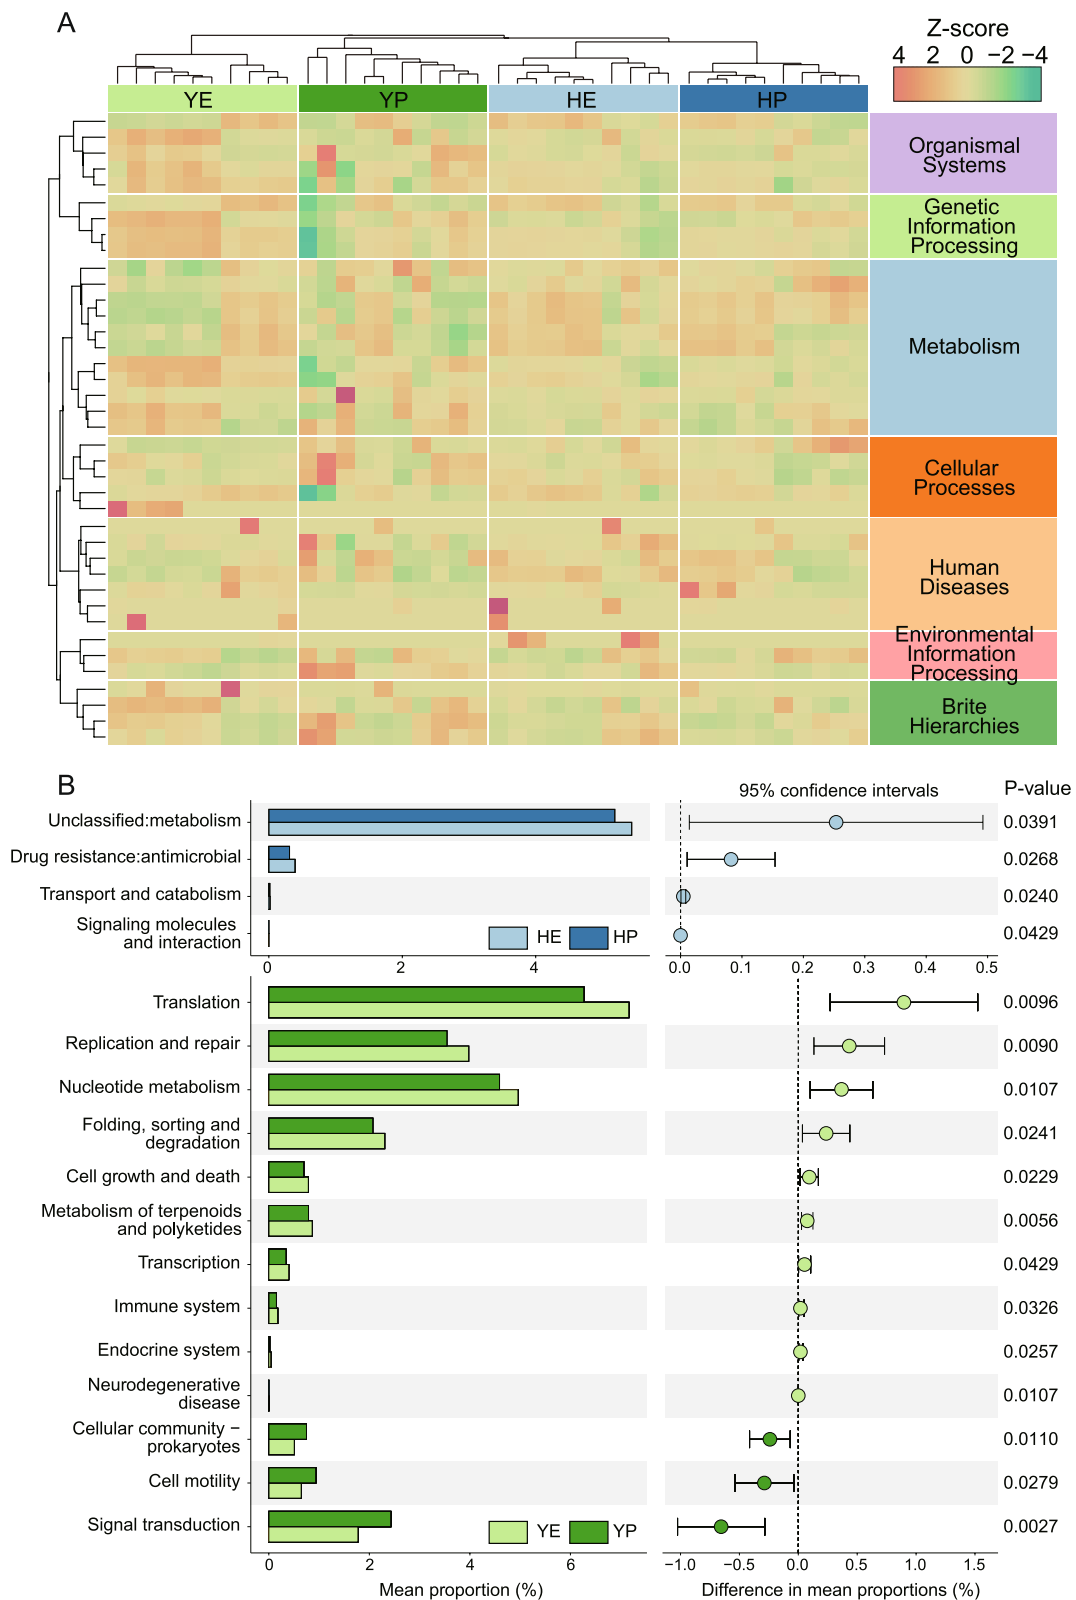 A
Z-score
4 2 0 −2 −4
YE YP HE HP
Organismal
Systems
Genetic
Information
Processing
Metabolism
Cellular
Processes
Human
Diseases
Environmental
Information
Processing
Brite
Hierarchies
B
95% confidence intervals
P-value
Unclassified:metabolism 0.0391
Drug resistance:antimicrobial 0.0268
Transport and catabolism 0.0240
Signaling molecules
and interaction 0.0429
HE HP
0 2 4
0.0 0.1 0.2 0.3 0.4 0.5
Translation 0.0096
Replication and repair 0.0090
Nucleotide metabolism 0.0107
Folding, sorting and
degradation 0.0241
Cell growth and death 0.0229
Metabolism of terpenoids
and polyketides 0.0056
Transcription 0.0429
Immune system 0.0326
Endocrine system 0.0257
Neurodegenerative
disease 0.0107
Cellular community −
prokaryotes 0.0110
Cell motility 0.0279
Signal transduction 0.0027
YE YP
0 2 4 6
−1.0 −0.5 0.0 0.5 1.0 1.5
Mean proportion (%)
Difference in mean proportions (%)